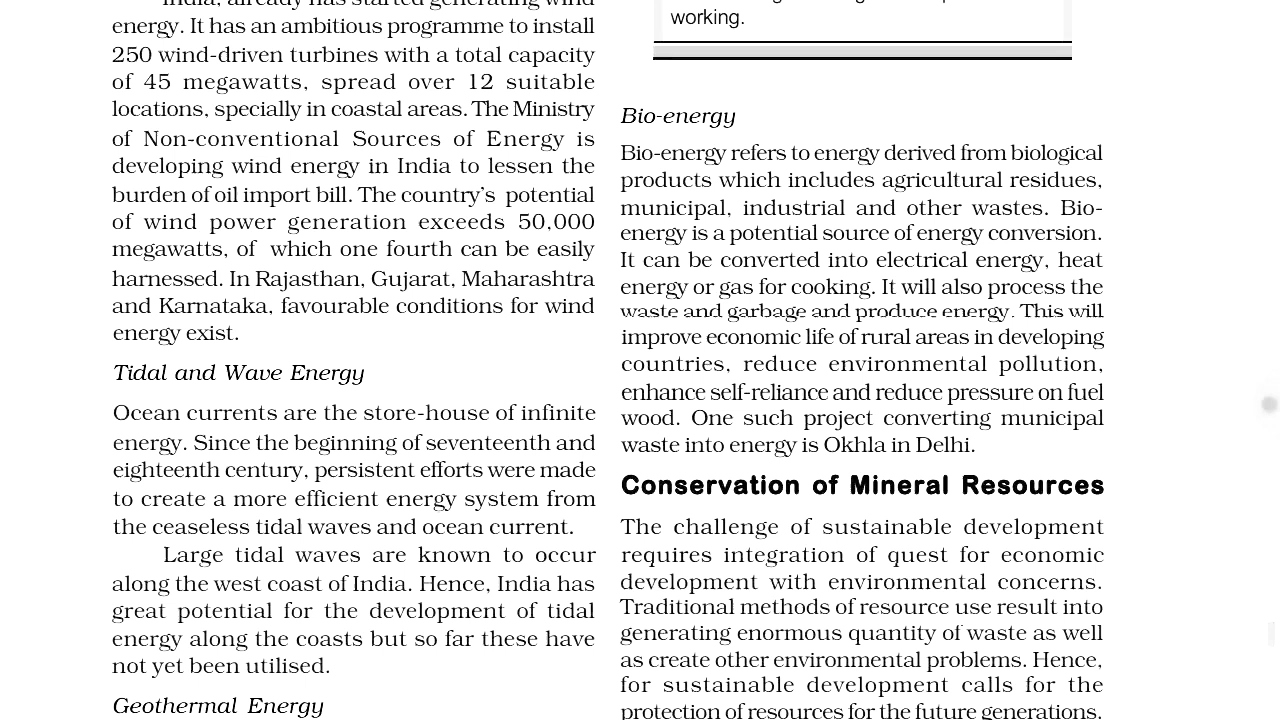 India, already has started generating wind
energy. It has an ambitious programme to install
250 wind-driven turbines with a total capacity
of 45 megawatts, spread over 12 suitable
locations, specially in coastal areas. The Ministry
of Non-conventional Sources of Energy is
developing wind energy in India to lessen the
burden of oil import bill. The country's potential
of wind power generation exceeds 50,000
megawatts, of which one fourth can be easily
harnessed. In Rajasthan, Gujarat, Maharashtra
and Karnataka, favourable conditions for wind
energy exist.
Tidal and Wave Energy
Ocean currents are the store-house of infinite
energy. Since the beginning of seventeenth and
eighteenth century, persistent efforts were made
to create a more efficient energy system from
the ceaseless tidal waves and ocean current.
Large tidal waves are known to occur
along the west coast of India. Hence, India has
great potential for the development of tidal
energy along the coasts but so far these have
not yet been utilised.
Geothermal Energy
working.
Bio-energy
Bio-energy refers to energy derived from biological
products which includes agricultural residues,
municipal, industrial and other wastes. Bio-
energy is a potential source of energy conversion.
It can be converted into electrical energy, heat
energy or gas for cooking. It will also process the
waste and garbage and produce energy. This will
improve economic life of rural areas in developing
countries, reduce environmental pollution,
enhance self-reliance and reduce pressure on fuel
wood. One such project converting municipal
waste into energy is Okhla in Delhi.
Conservation of Mineral Resources
The challenge of sustainable development
requires integration of quest for economic
development with environmental concerns.
Traditional methods of resource use result into
generating enormous quantity of waste as well
as create other environmental problems. Hence,
for sustainable development calls for the
protection of resources for the future generations.